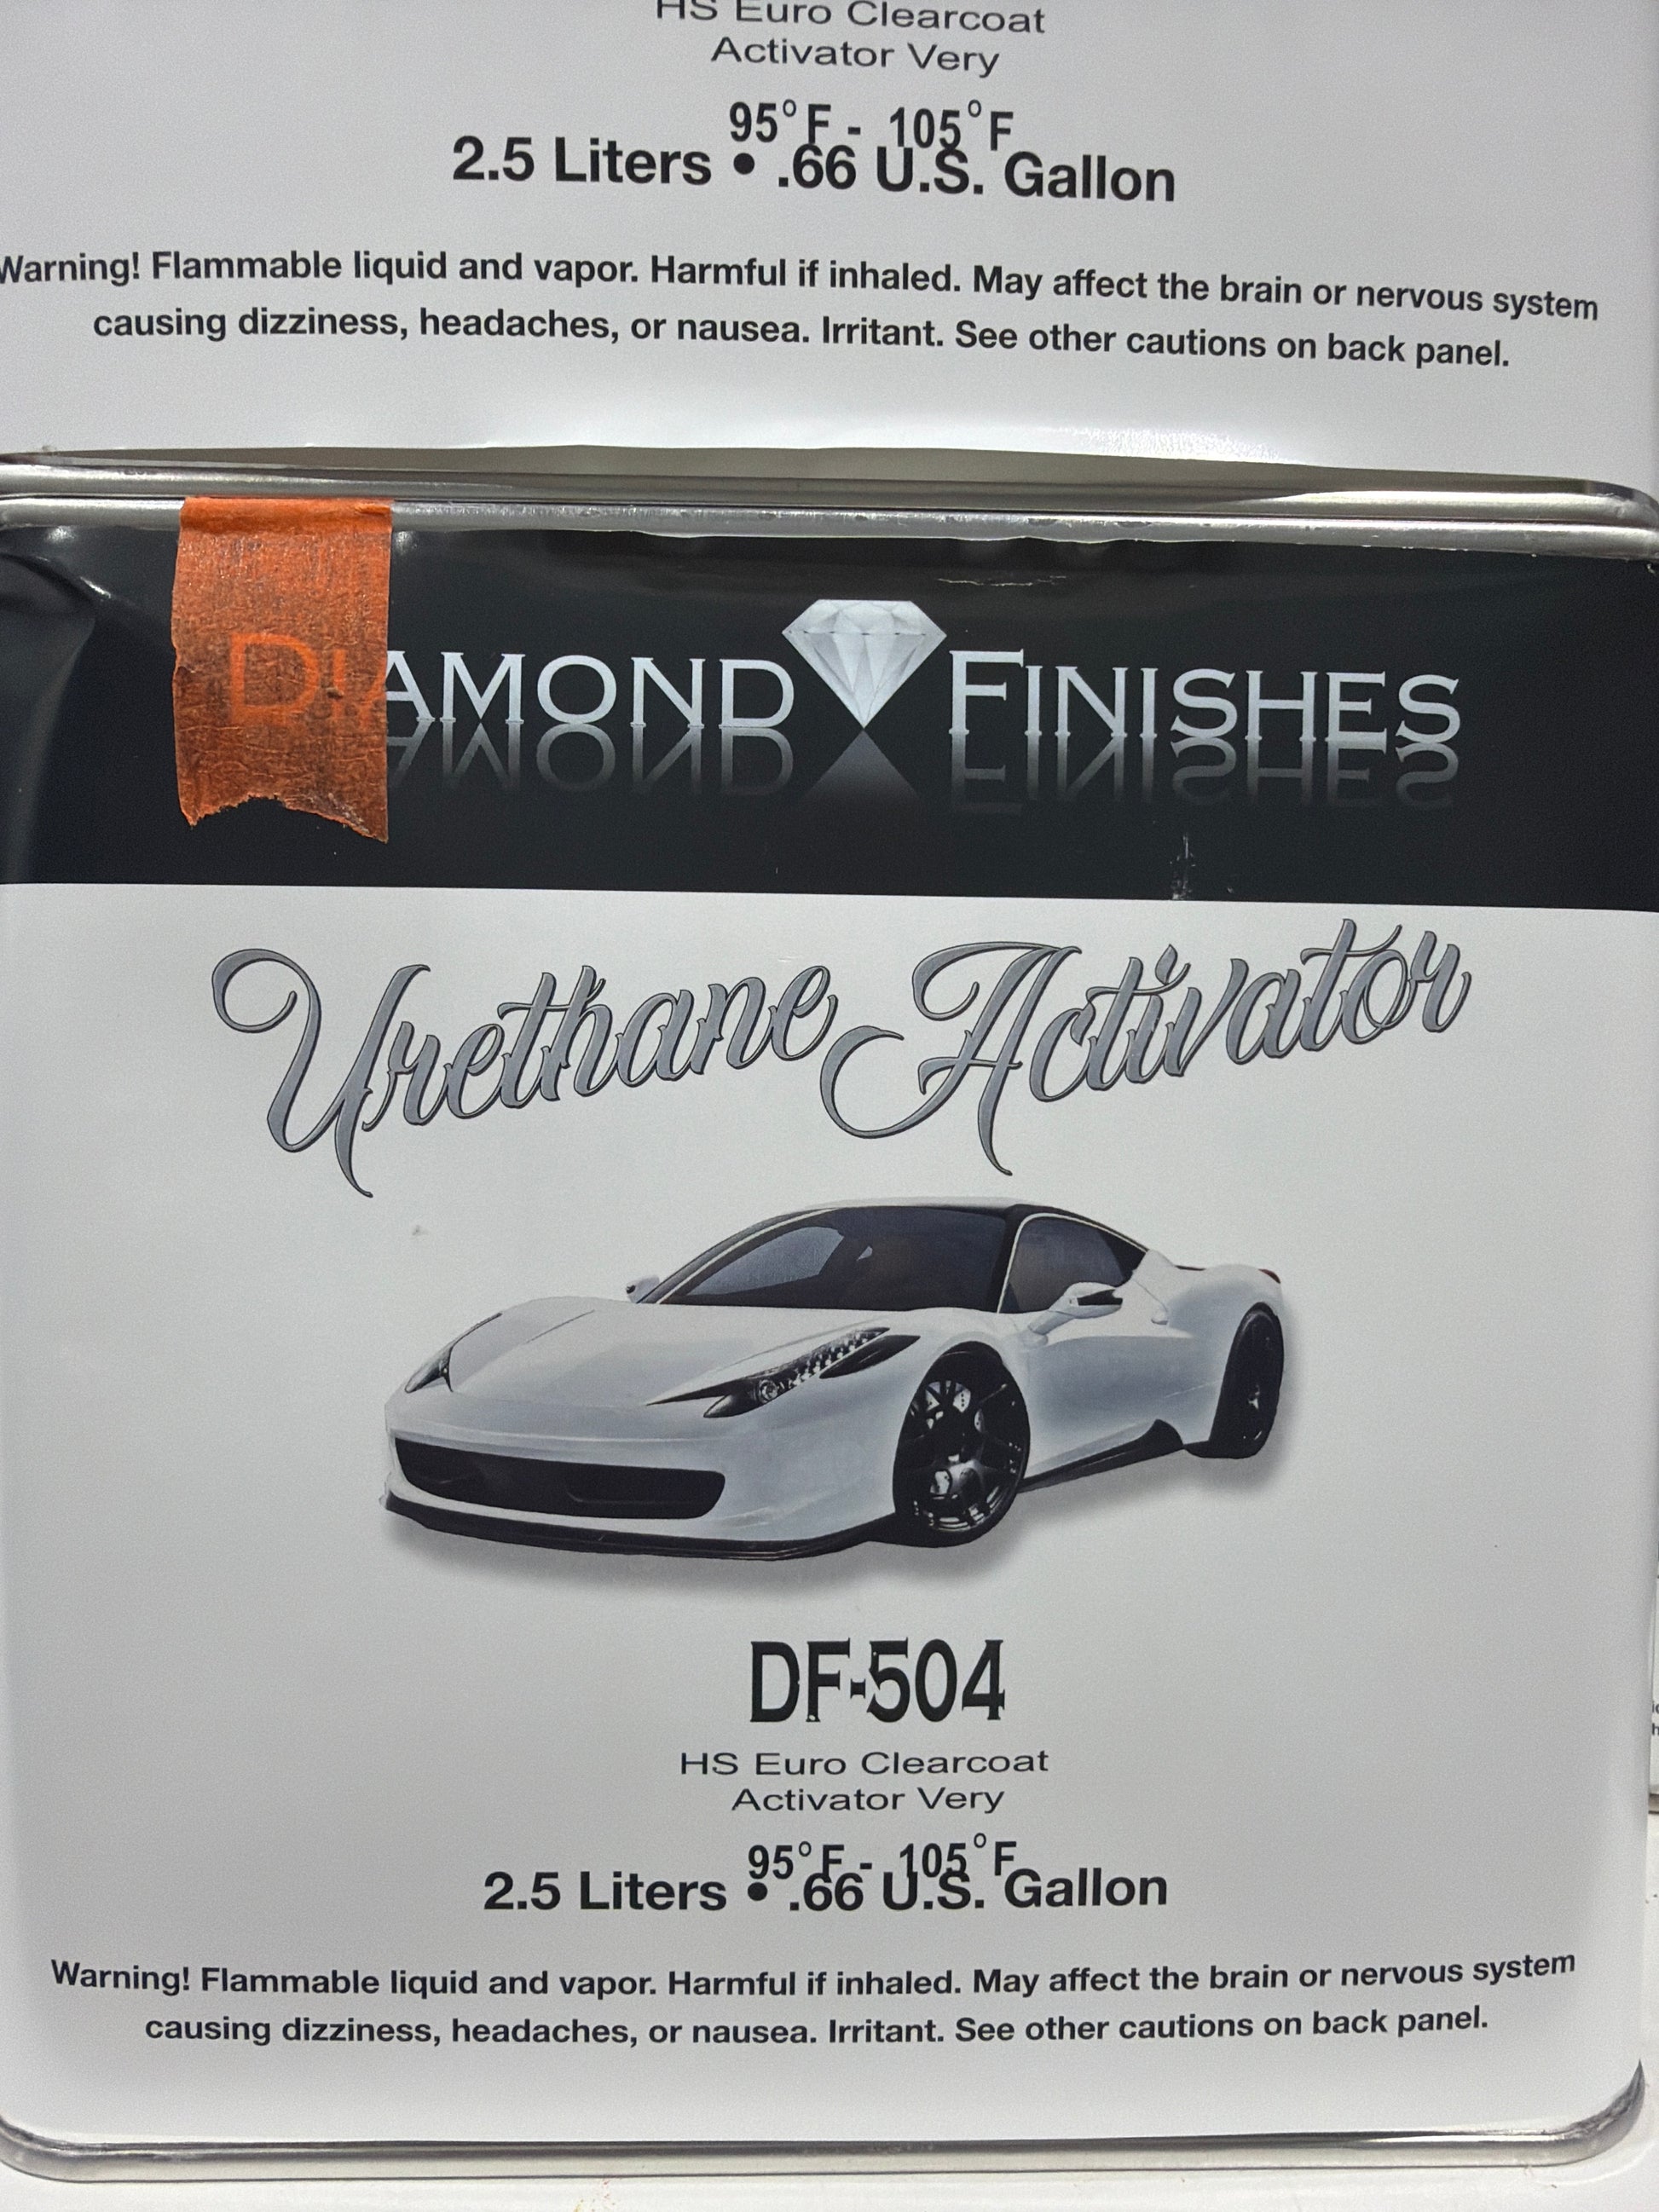 HS Euro Clearcoat
Activator Very
95°F - 105°F
2.5 Liters • .66 U.S. Gallon
Warning! Flammable liquid and vapor. Harmful if inhaled. May affect the brain or nervous system
causing dizziness, headaches, or nausea. Irritant. See other cautions on back panel.
DIAMOND FINISHES
Urethane Activator
DF-504
HS Euro Clearcoat
Activator Very
95°F - 105°F
2.5 Liters • .66 U.S. Gallon
Warning! Flammable liquid and vapor. Harmful if inhaled. May affect the brain or nervous system
causing dizziness, headaches, or nausea. Irritant. See other cautions on back panel.